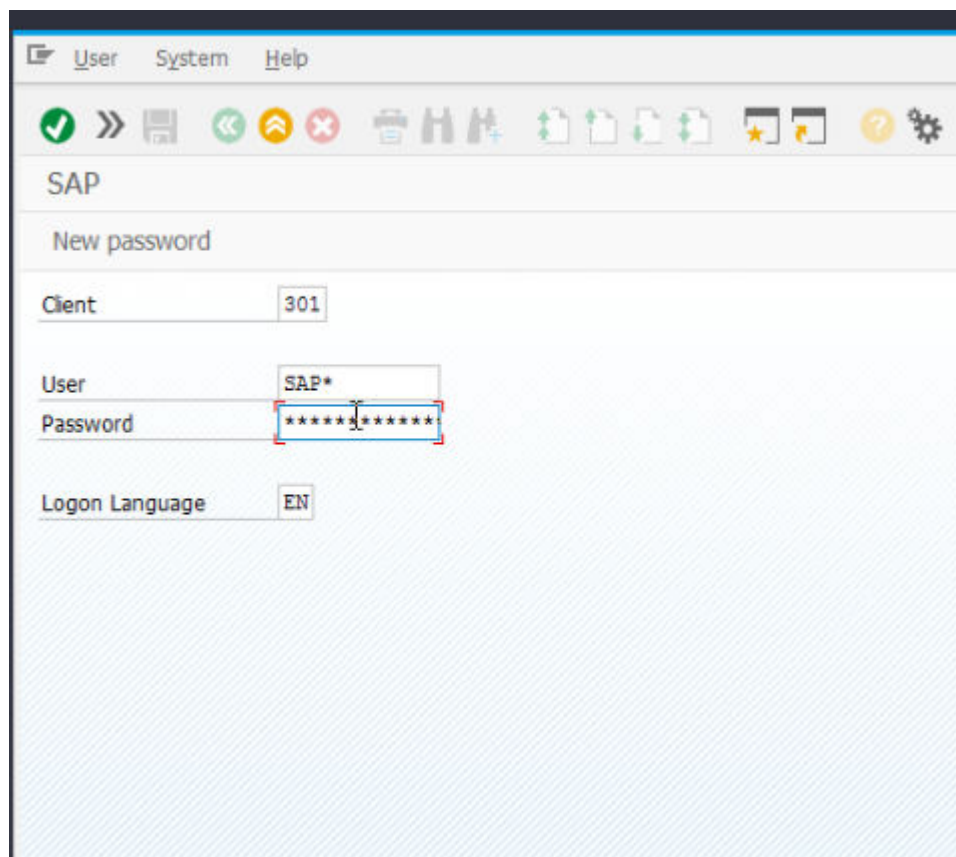 User System Help
SAP
New password
Client 301
User SAP*
Password *************
Logon Language EN